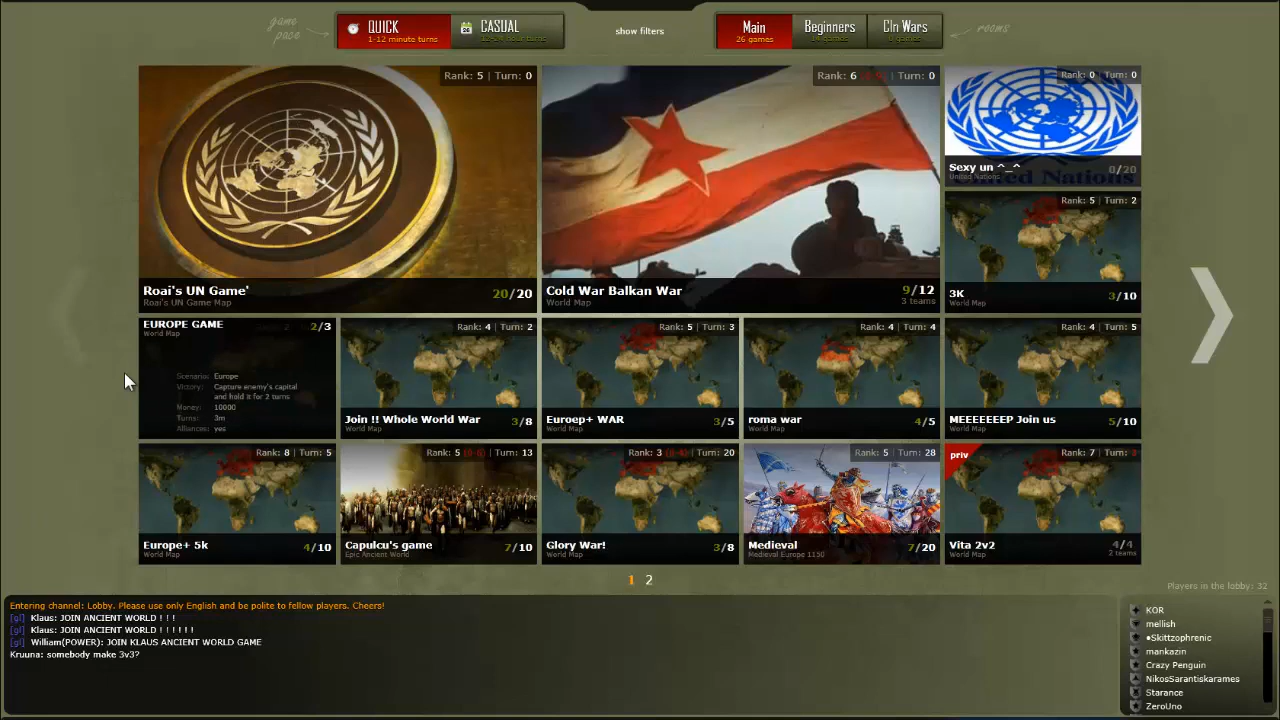 game
pace
QUICK
1-12 minute turns
CASUAL
12-24 hour turns
show filters
Main
26 games
Beginners
14 games
Cln Wars
rooms
Rank: 5 | Turn: 0
Roai's UN Game'
Roai's UN Game Map
20/20
Rank: 6 | Turn: 0
Cold War Balkan War
World Map
9/12
3 teams
Rank: 0 | Turn: 0
Sexy un ^_^
United Nations
0/20
Rank: 5 | Turn: 2
3K
World Map
3/10
EUROPE GAME
World Map
2/3
Scenario: Europe
Victory: Capture enemy's capital
and hold it for 2 turns
Money: 10000
Turns: 3m
Alliances: yes
Rank: 4 | Turn: 2
Join !! Whole World War
World Map
3/8
Rank: 5 | Turn: 3
Euroep+ WAR
World Map
3/5
Rank: 4 | Turn: 4
roma war
World Map
4/5
Rank: 4 | Turn: 5
MEEEEEEEP Join us
World Map
5/10
Rank: 8 | Turn: 5
Europe+ 5k
World Map
4/10
Rank: 5 | Turn: 13
Capulcu's game
Epic Ancient World
7/10
Rank: 3 | Turn: 20
Glory War!
World Map
3/8
Rank: 5 | Turn: 28
Medieval
Medieval Europe 1150
7/20
priv
Rank: 7 | Turn:
Vita 2v2
World Map
4/4
2 teams
1 2
Players in the lobby: 32
Entering channel: Lobby. Please use only English and be polite to fellow players. Cheers!
[gl] Klaus: JOIN ANCIENT WORLD ! ! !
[gl] Klaus: JOIN ANCIENT WORLD ! ! ! ! ! !
[gl] William(POWER): JOIN KLAUS ANCIENT WORLD GAME
Kruuna: somebody make 3v3?
KOR
mellish
•Skittzophrenic
mankazin
Crazy Penguin
NikosSarantiskarames
Starance
ZeroUno